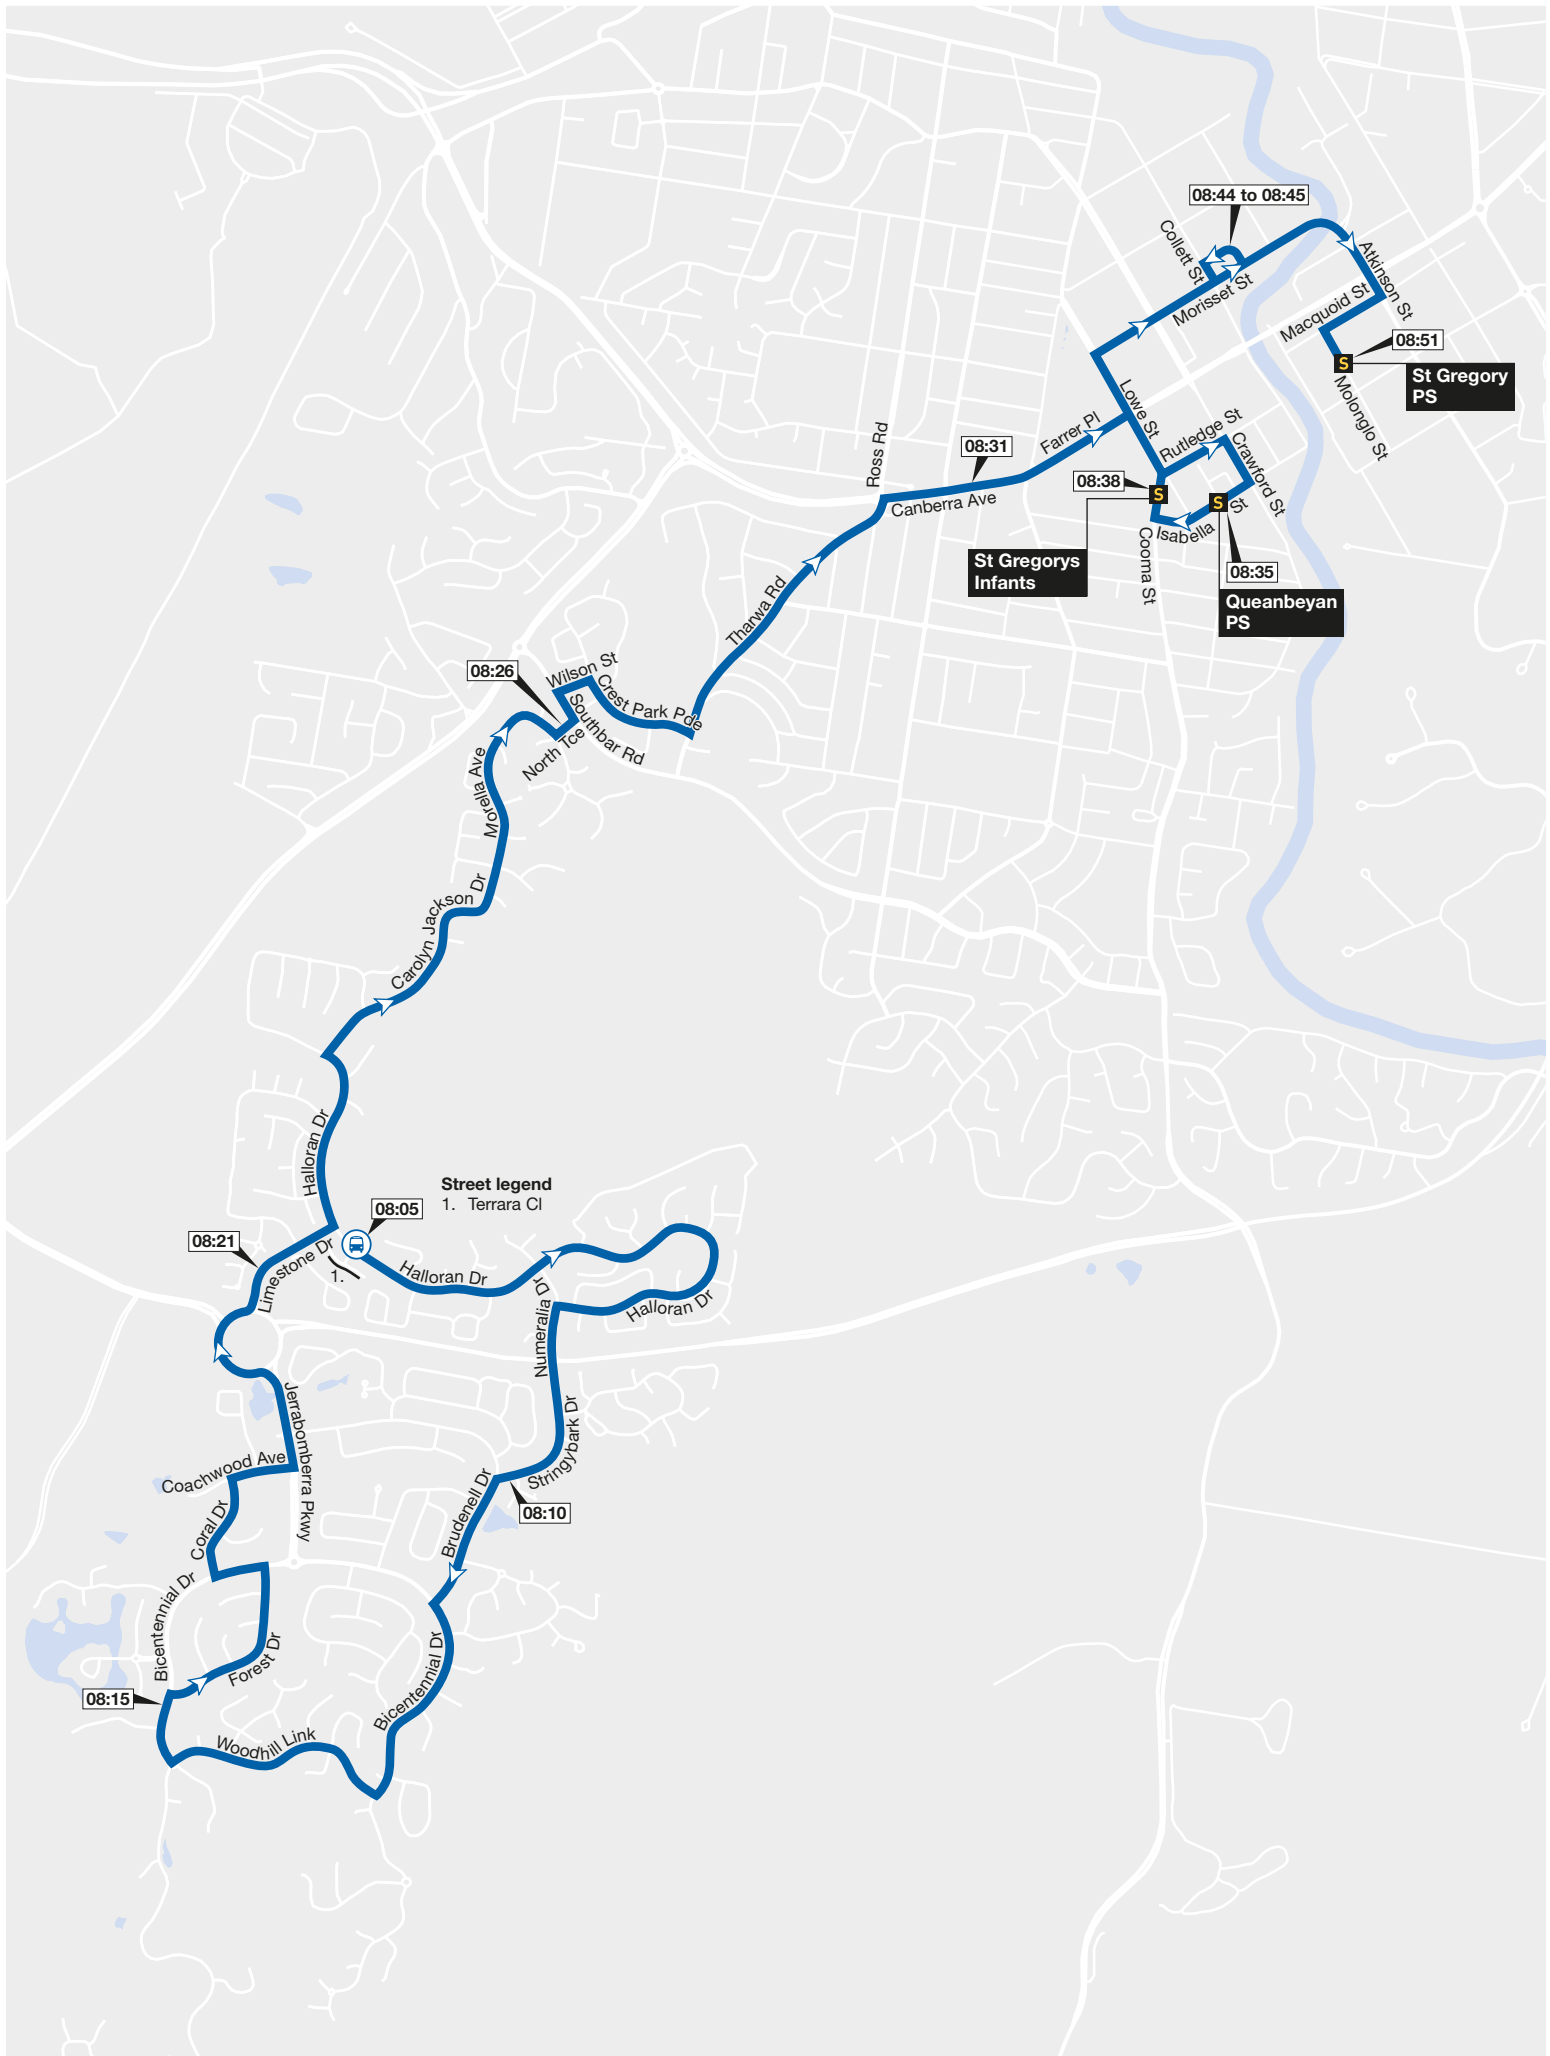 08:44 to 08:45
Collett St
Morisset St
Atkinson St
Macquoid St
08:51
S
St Gregory
PS
Molonglo St
Lowe St
Farrer Pl
Rutledge St
Crawford St
Ross Rd
08:31
Canberra Ave
08:38
S
S
Isabella St
Cooma St
St Gregorys
Infants
08:35
Queanbeyan
PS
Tharwa Rd
08:26
Wilson St
Crest Park Pde
Southbar Rd
North Tce
Morella Ave
Carolyn Jackson Dr
Halloran Dr
Street legend
1. Terrara Cl
08:05
08:21
Limestone Dr
1.
Halloran Dr
Numeralia Dr
Halloran Dr
Jerrabomberra Pkwy
Stringybark Dr
Coachwood Ave
Coral Dr
Brudenell Dr
08:10
Bicentennial Dr
Forest Dr
Bicentennial Dr
08:15
Woodhill Link